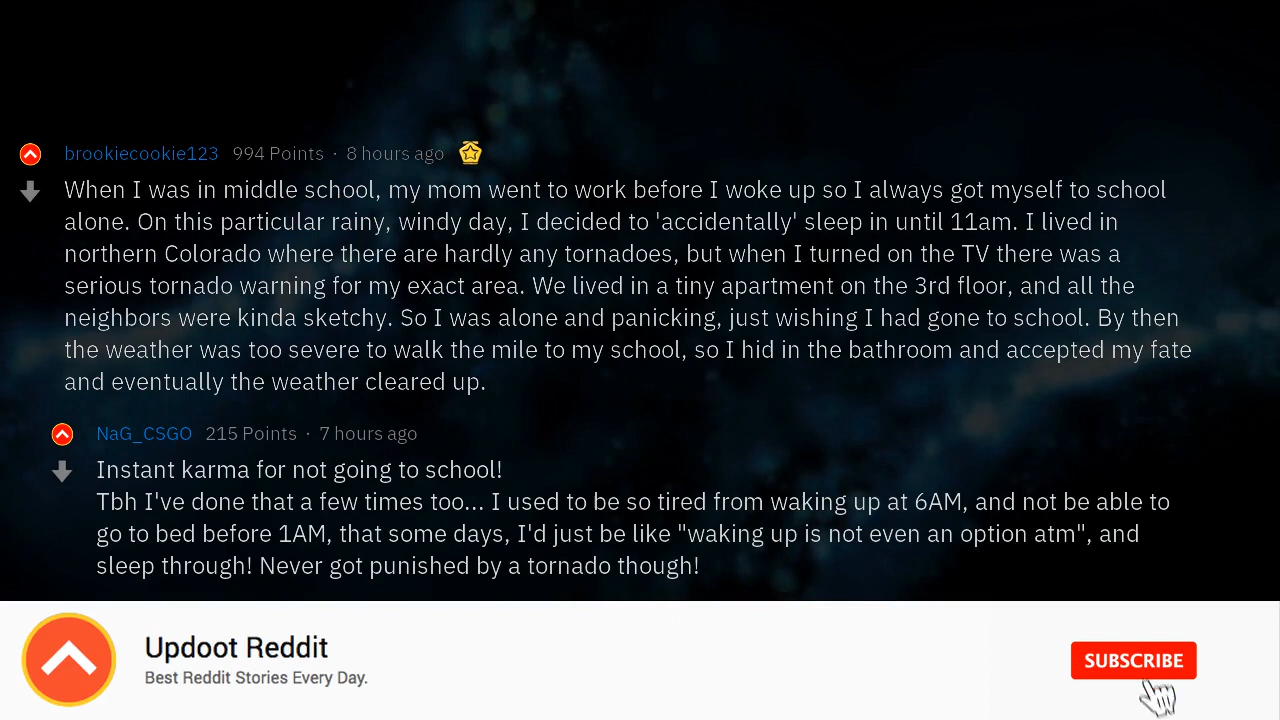 brookiecookie123 994 Points · 8 hours ago
When I was in middle school, my mom went to work before I woke up so I always got myself to school
alone. On this particular rainy, windy day, I decided to 'accidentally' sleep in until 11am. I lived in
northern Colorado where there are hardly any tornadoes, but when I turned on the TV there was a
serious tornado warning for my exact area. We lived in a tiny apartment on the 3rd floor, and all the
neighbors were kinda sketchy. So I was alone and panicking, just wishing I had gone to school. By then
the weather was too severe to walk the mile to my school, so I hid in the bathroom and accepted my fate
and eventually the weather cleared up.
NaG_CSGO 215 Points · 7 hours ago
Instant karma for not going to school!
Tbh I've done that a few times too... I used to be so tired from waking up at 6AM, and not be able to
go to bed before 1AM, that some days, I'd just be like "waking up is not even an option atm", and
sleep through! Never got punished by a tornado though!
Updoot Reddit
Best Reddit Stories Every Day.
SUBSCRIBE